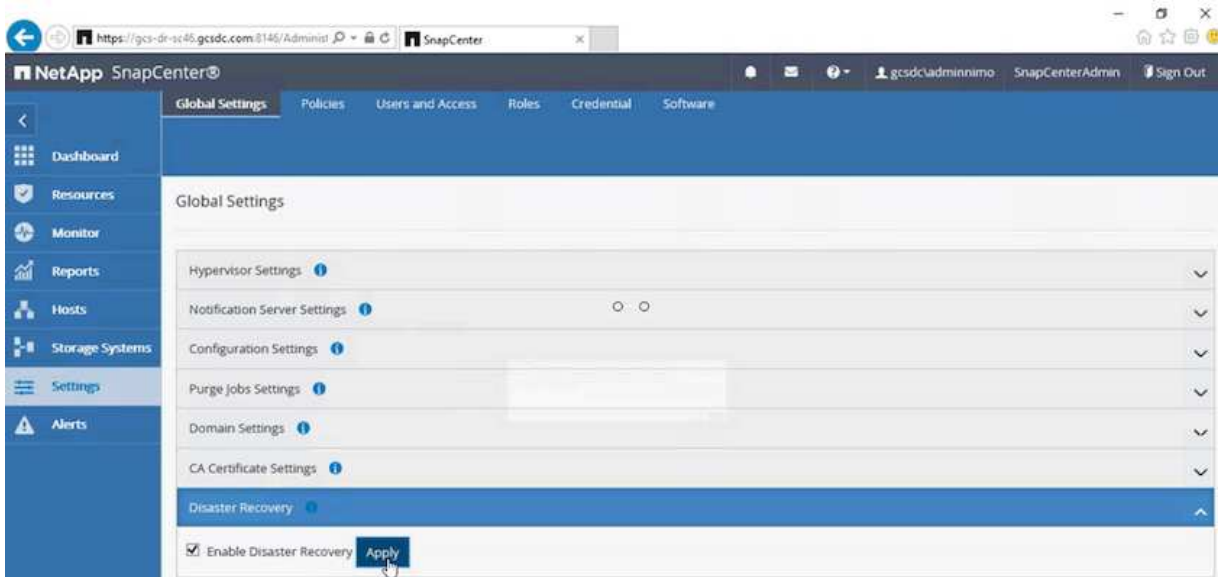 https://gcs-dr-sc46.gcsdc.com:8146/Administ
SnapCenter
NetApp SnapCenter®
gcsdc\adminnimo SnapCenterAdmin Sign Out
Global Settings Policies Users and Access Roles Credential Software
Dashboard
Resources
Monitor
Reports
Hosts
Storage Systems
Settings
Alerts
Global Settings
Hypervisor Settings
Notification Server Settings
Configuration Settings
Purge Jobs Settings
Domain Settings
CA Certificate Settings
Disaster Recovery
Enable Disaster Recovery Apply